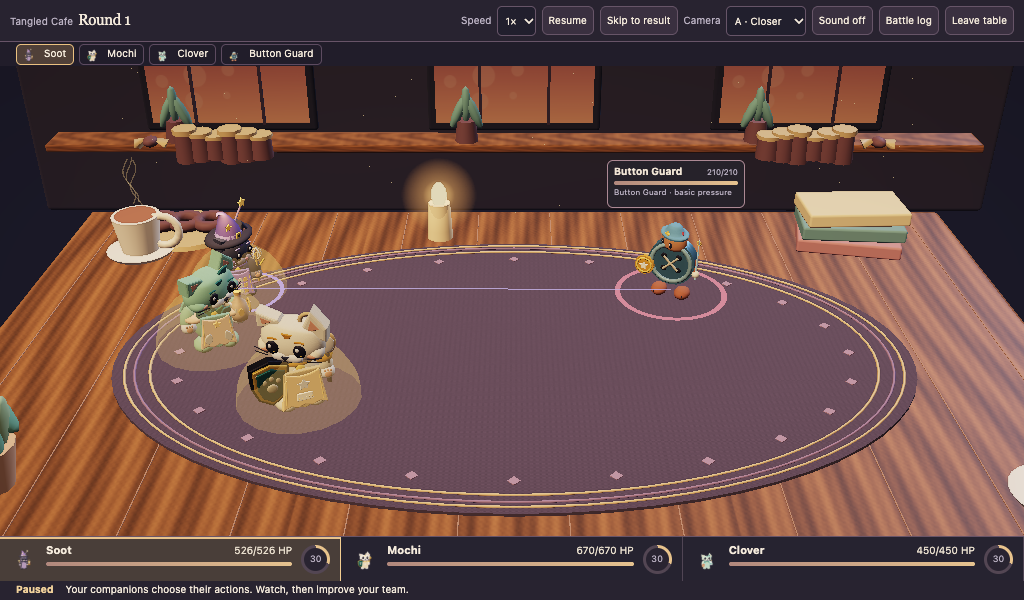 Tangled Cafe Round 1
Speed 1x Resume Skip to result Camera A · Closer Sound off Battle log Leave table
Soot Mochi Clover Button Guard
Button Guard 210/210
Button Guard · basic pressure
Soot 526/526 HP 30
Mochi 670/670 HP 30
Clover 450/450 HP 30
Paused Your companions choose their actions. Watch, then improve your team.